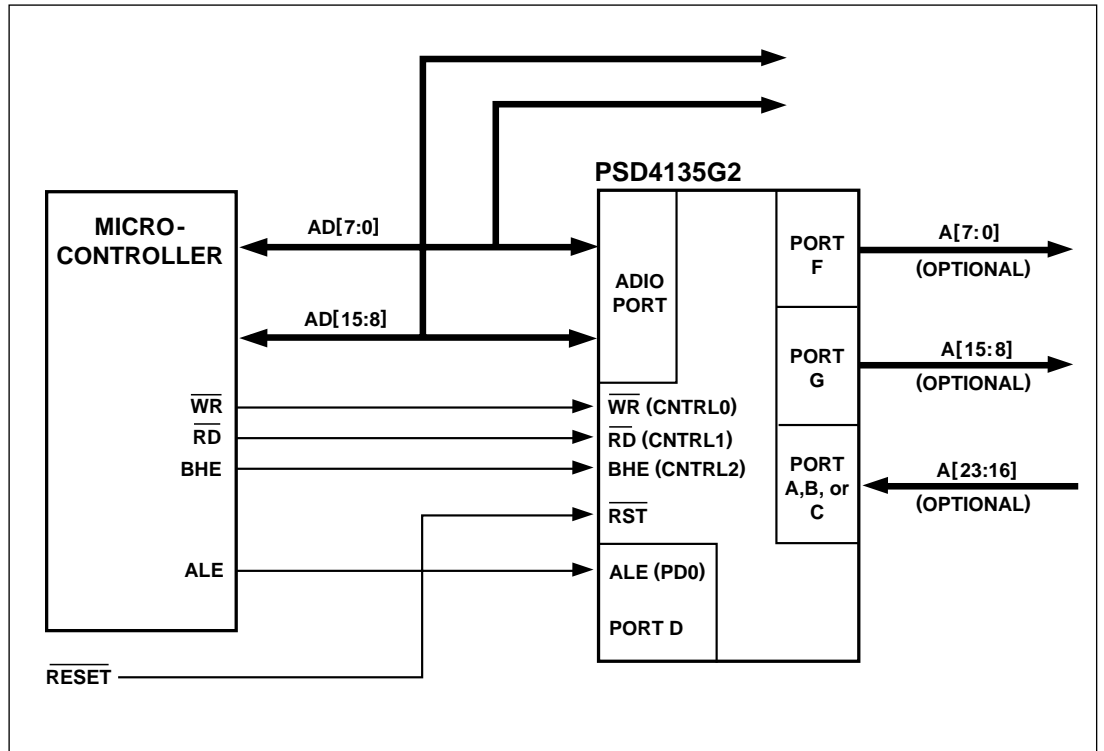 PSD4135G2
MICRO-
CONTROLLER
AD[7:0]
AD[15:8]
WR
RD
BHE
ALE
RESET
ADIO
PORT
WR (CNTRL0)
RD (CNTRL1)
BHE (CNTRL2)
RST
ALE (PD0)
PORT D
PORT
F
PORT
G
PORT
A,B, or
C
A[7:0]
(OPTIONAL)
A[15:8]
(OPTIONAL)
A[23:16]
(OPTIONAL)